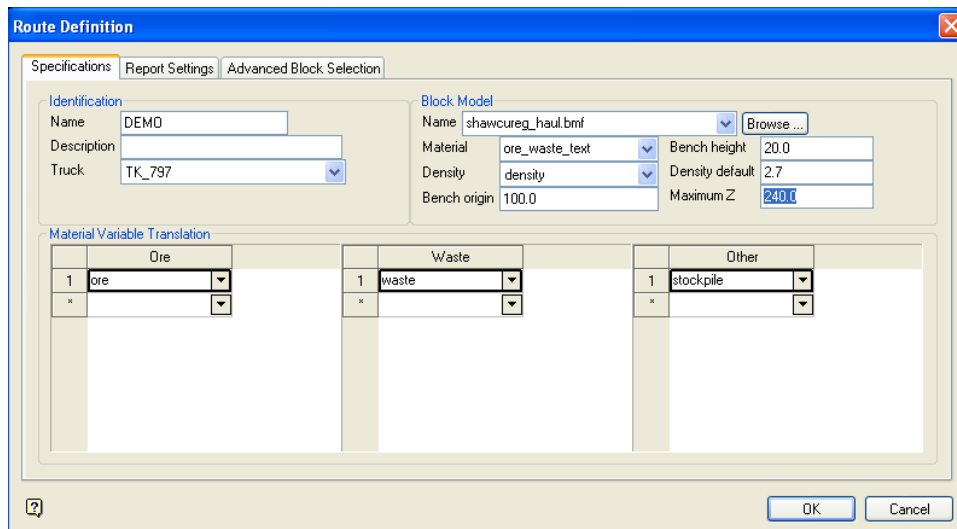 Route Definition
Specifications Report Settings Advanced Block Selection
Identification
Name DEMO
Description
Truck TK_797
Block Model
Name shawcureg_haul.bmf Browse ...
Material ore_waste_text Bench height 20.0
Density density Density default 2.7
Bench origin 100.0 Maximum Z 240.0
Material Variable Translation
Ore Waste Other
1 ore 1 waste 1 stockpile
* * *
OK Cancel